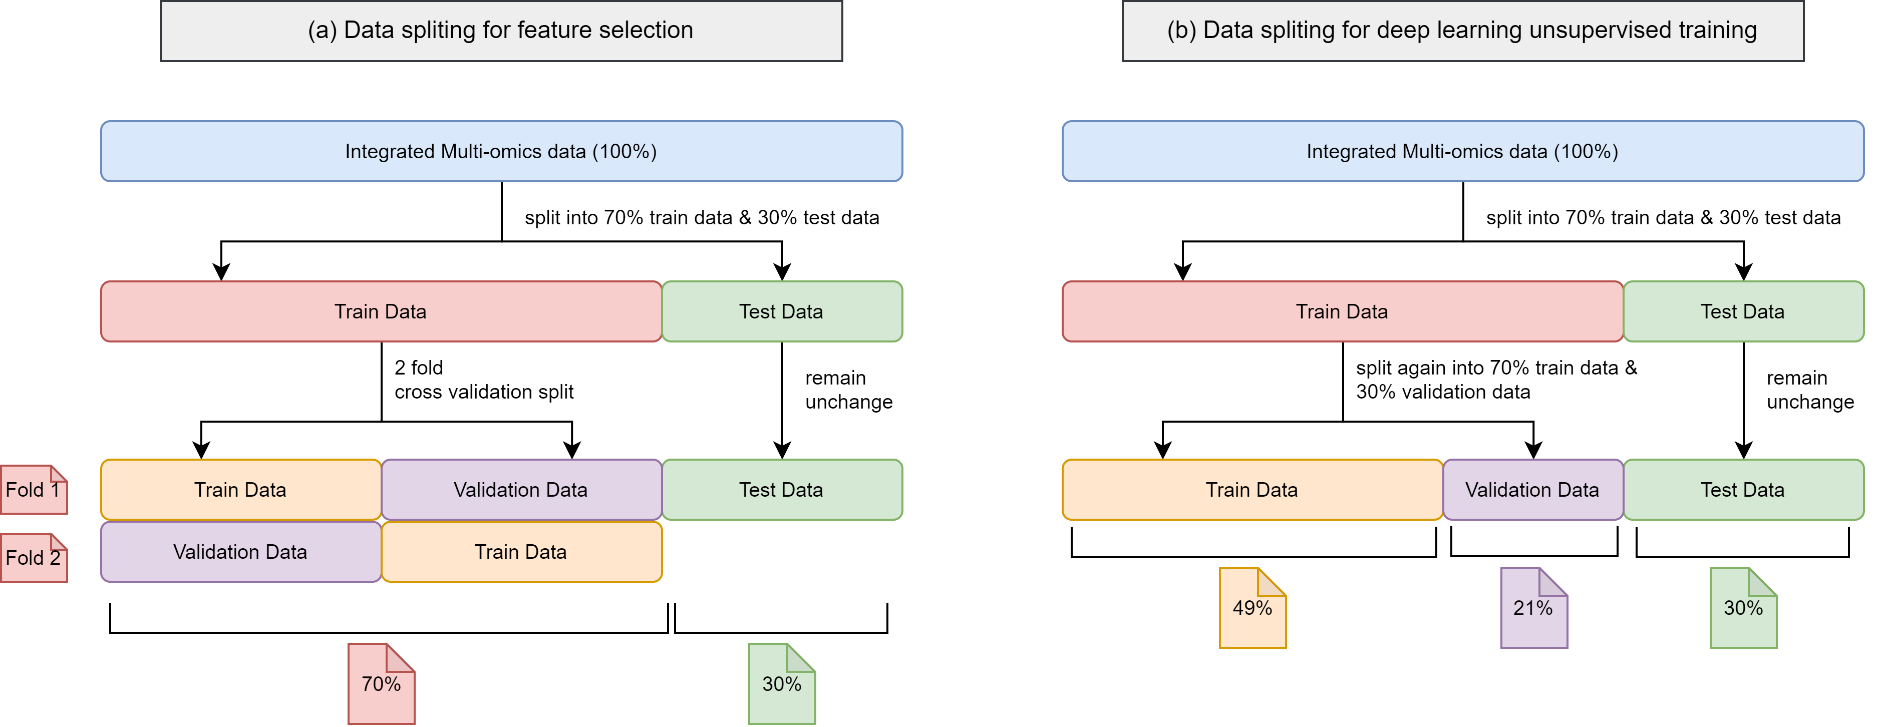 (a) Data spliting for feature selection
Integrated Multi-omics data (100%)
split into 70% train data & 30% test data
Train Data
Test Data
2 fold
cross validation split
remain
unchange
Fold 1
Train Data
Validation Data
Test Data
Fold 2
Validation Data
Train Data
70%
30%
(b) Data spliting for deep learning unsupervised training
Integrated Multi-omics data (100%)
split into 70% train data & 30% test data
Train Data
Test Data
split again into 70% train data &
30% validation data
remain
unchange
Train Data
Validation Data
Test Data
49%
21%
30%